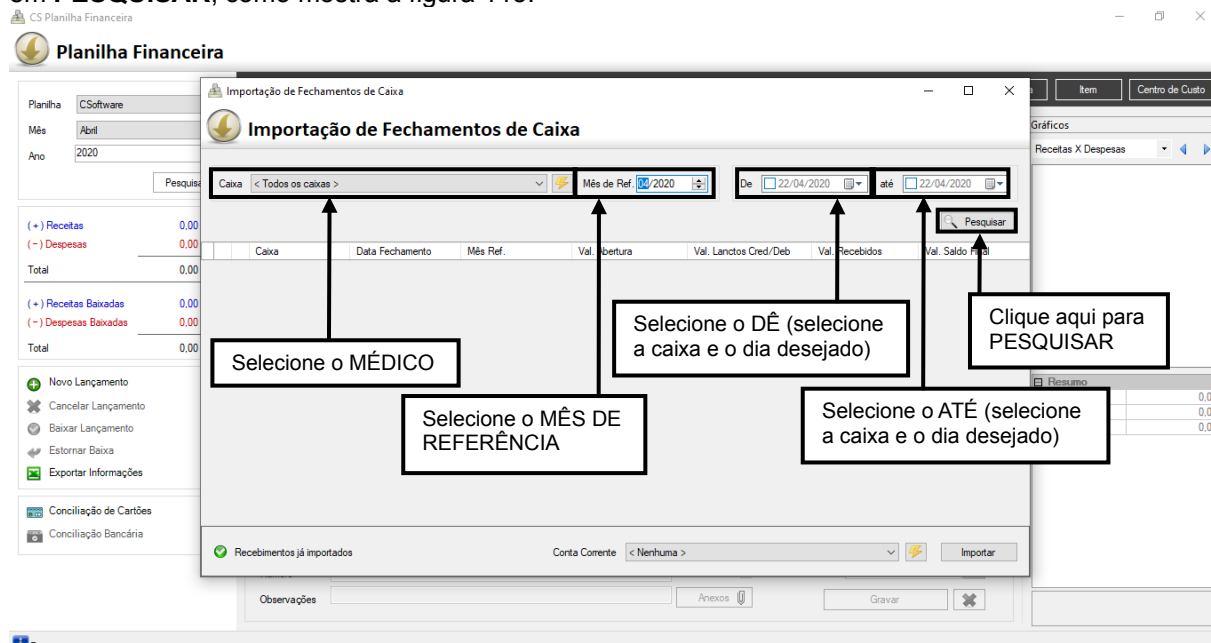 em PESQUISAR, como mostra a figura 113.
CS Planilha Financeira
Planilha Financeira
Planilha CSoftware
Mês Abril
Ano 2020
Importação de Fechamentos de Caixa
Importação de Fechamentos de Caixa
Item Centro de Custo
Gráficos
Receitas X Despesas
Caixa < Todos os caixas > Mês de Ref. 04/2020 De 22/04/2020 até 22/04/2020
Pesquisar
Caixa Data Fechamento Mês Ref. Val. Abertura Val. Lanctos Cred/Deb Val. Recebidos Val. Saldo Final
(+) Receitas 0,00
(-) Despesas 0,00
Total 0,00
(+) Receitas Baixadas 0,00
(-) Despesas Baixadas 0,00
Total 0,00
Selecione o MÉDICO
Selecione o MÊS DE
REFERÊNCIA
Selecione o DÊ (selecione
a caixa e o dia desejado)
Selecione o ATÉ (selecione
a caixa e o dia desejado)
Clique aqui para
PESQUISAR
Novo Lançamento
Cancelar Lançamento
Baixar Lançamento
Estornar Baixa
Exportar Informações
Conciliação de Cartões
Conciliação Bancária
Resumo
Recebimentos já importados Conta Corrente < Nenhuma > Importar
Observações Anexos Gravar